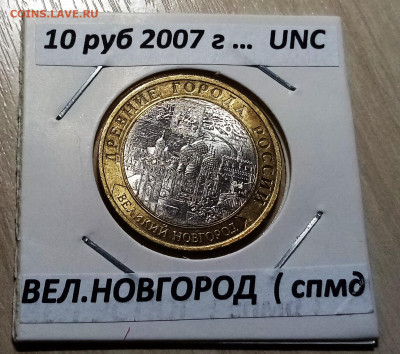 COINS.LAVE.RU
10 руб 2007 г ... UNC
ДРЕВНИЕ ГОРОДА РОССИИ
ВЕЛИКИЙ НОВГОРОД
ВЕЛ.НОВГОРОД ( спмд